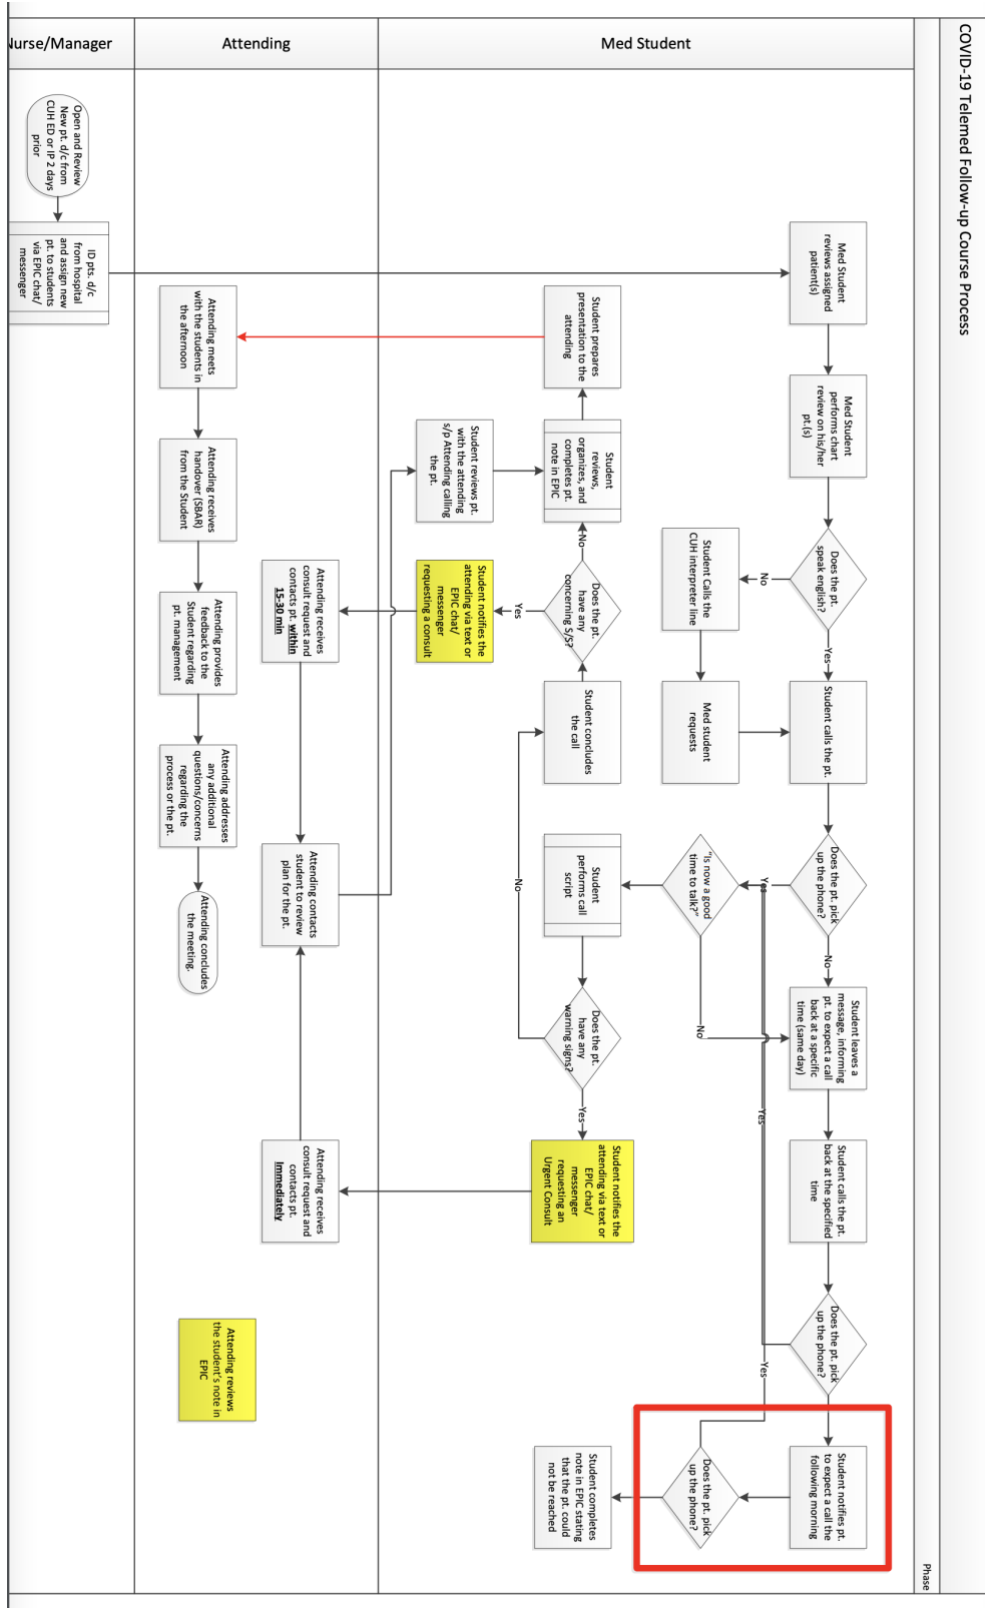 COVID-19 Telemed Follow-up Course Process
Phase
Med Student
Attending
Nurse/Manager
Med Student
reviews assigned
patient(s)
Med Student
performs chart
review on his/her
pt.(s)
Does the pt.
speak english?
Yes
No
Student Calls the
CUH interpreter line
Med student
requests
Student calls the pt.
Does the pt. pick
up the phone?
No
Yes
Student leaves a
message, informing
pt. to expect a call
back at a specific
time (same day)
Student calls the pt.
back at the specified
time
Does the pt. pick
up the phone?
Yes
Student notifies pt.
to expect a call the
following morning
Does the pt. pick
up the phone?
Yes
Student completes
note in EPIC stating
that the pt. could
not be reached
"Is now a good
time to talk?"
No
Student
performs call
script
Does the pt.
have any
warning signs?
Yes
No
Student notifies the
attending via text or
EPIC chat/
messenger
requesting an
Urgent Consult
Student concludes
the call
Does the pt.
have any
concerning S/S?
No
Yes
Student notifies the
attending via text or
EPIC chat/
messenger
requesting a consult
Student
reviews,
organizes, and
completes pt.
note in EPIC
Student reviews pt.
with the attending
s/p Attending calling
the pt.
Student prepares
presentation to the
attending
Attending receives
consult request and
contacts pt. within
15-30 min
Attending contacts
student to review
plan for the pt.
Attending receives
consult request and
contacts pt.
Immediately
Attending meets
with the students in
the afternoon
Attending receives
handover (SBAR)
from the Student
Attending provides
feedback to the
Student regarding
pt. management
Attending addresses
any additional
questions/concerns
regarding the
process or the pt.
Attending concludes
the meeting.
Attending reviews
the student's note in
EPIC
Open and Review
New pt. d/c from
CUH ED or IP 2 days
prior
ID pts. d/c
from hospital
and assign new
pt. to students
via EPIC chat/
messenger